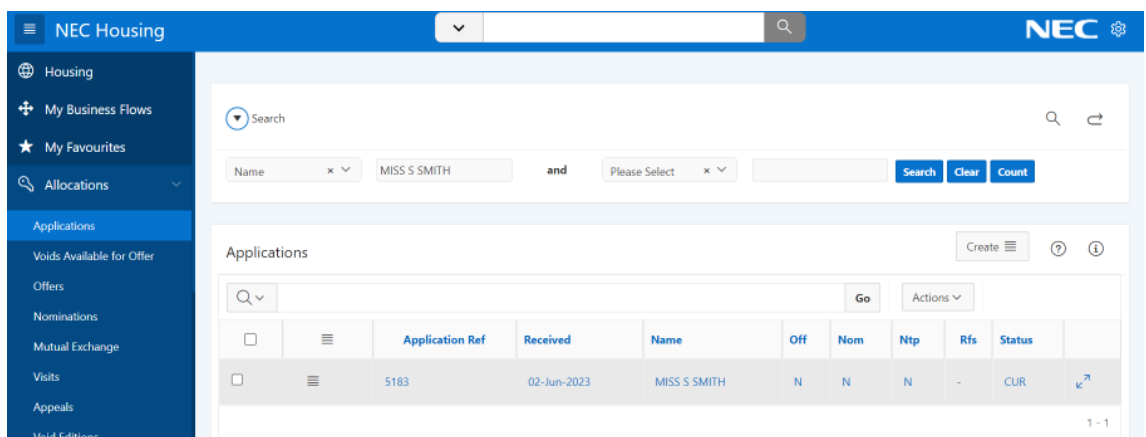 NEC Housing
NEC
Housing
My Business Flows
My Favourites
Allocations
Applications
Voids Available for Offer
Offers
Nominations
Mutual Exchange
Visits
Appeals
Void Editions
Search
Name × MISS S SMITH and Please Select × Search Clear Count
Applications Create
Go Actions
Application Ref Received Name Off Nom Ntp Rfs Status
5183 02-Jun-2023 MISS S SMITH N N N - CUR
1 - 1